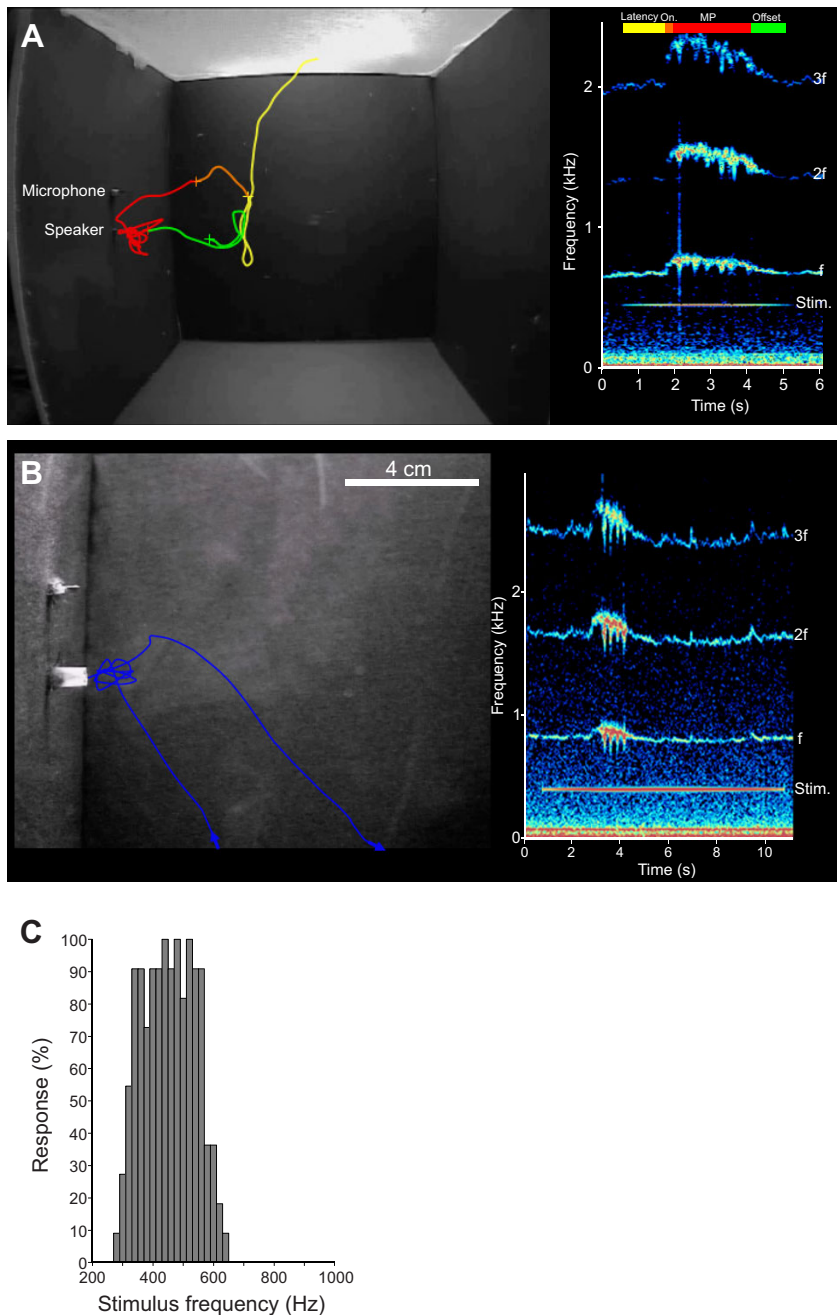 A
Microphone
Speaker
Latency On. MP Offset
3f
2f
f
Stim.
Frequency (kHz)
2
1
0
0 1 2 3 4 5 6
Time (s)
B
4 cm
3f
2f
f
Stim.
Frequency (kHz)
2
1
0
0 2 4 6 8 10
Time (s)
C
Response (%)
100
90
80
70
60
50
40
30
20
10
0
200 400 600 800 1000
Stimulus frequency (Hz)